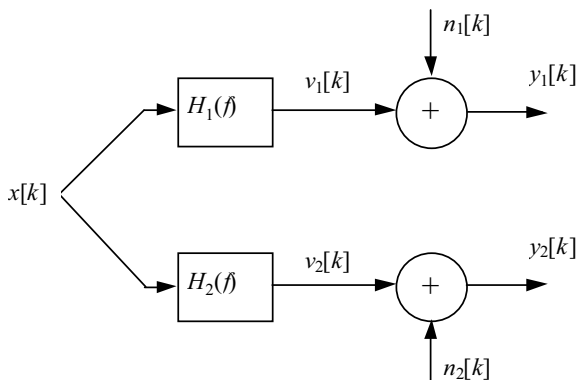 n₁[k]
v₁[k]
y₁[k]
H₁(f)
+
x[k]
v₂[k]
y₂[k]
H₂(f)
+
n₂[k]